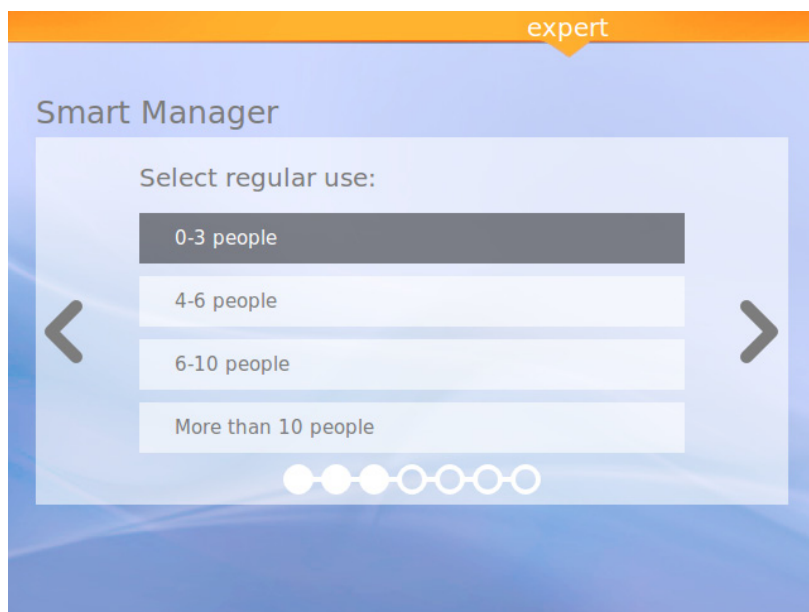 expert
Smart Manager
Select regular use:
0-3 people
4-6 people
6-10 people
More than 10 people